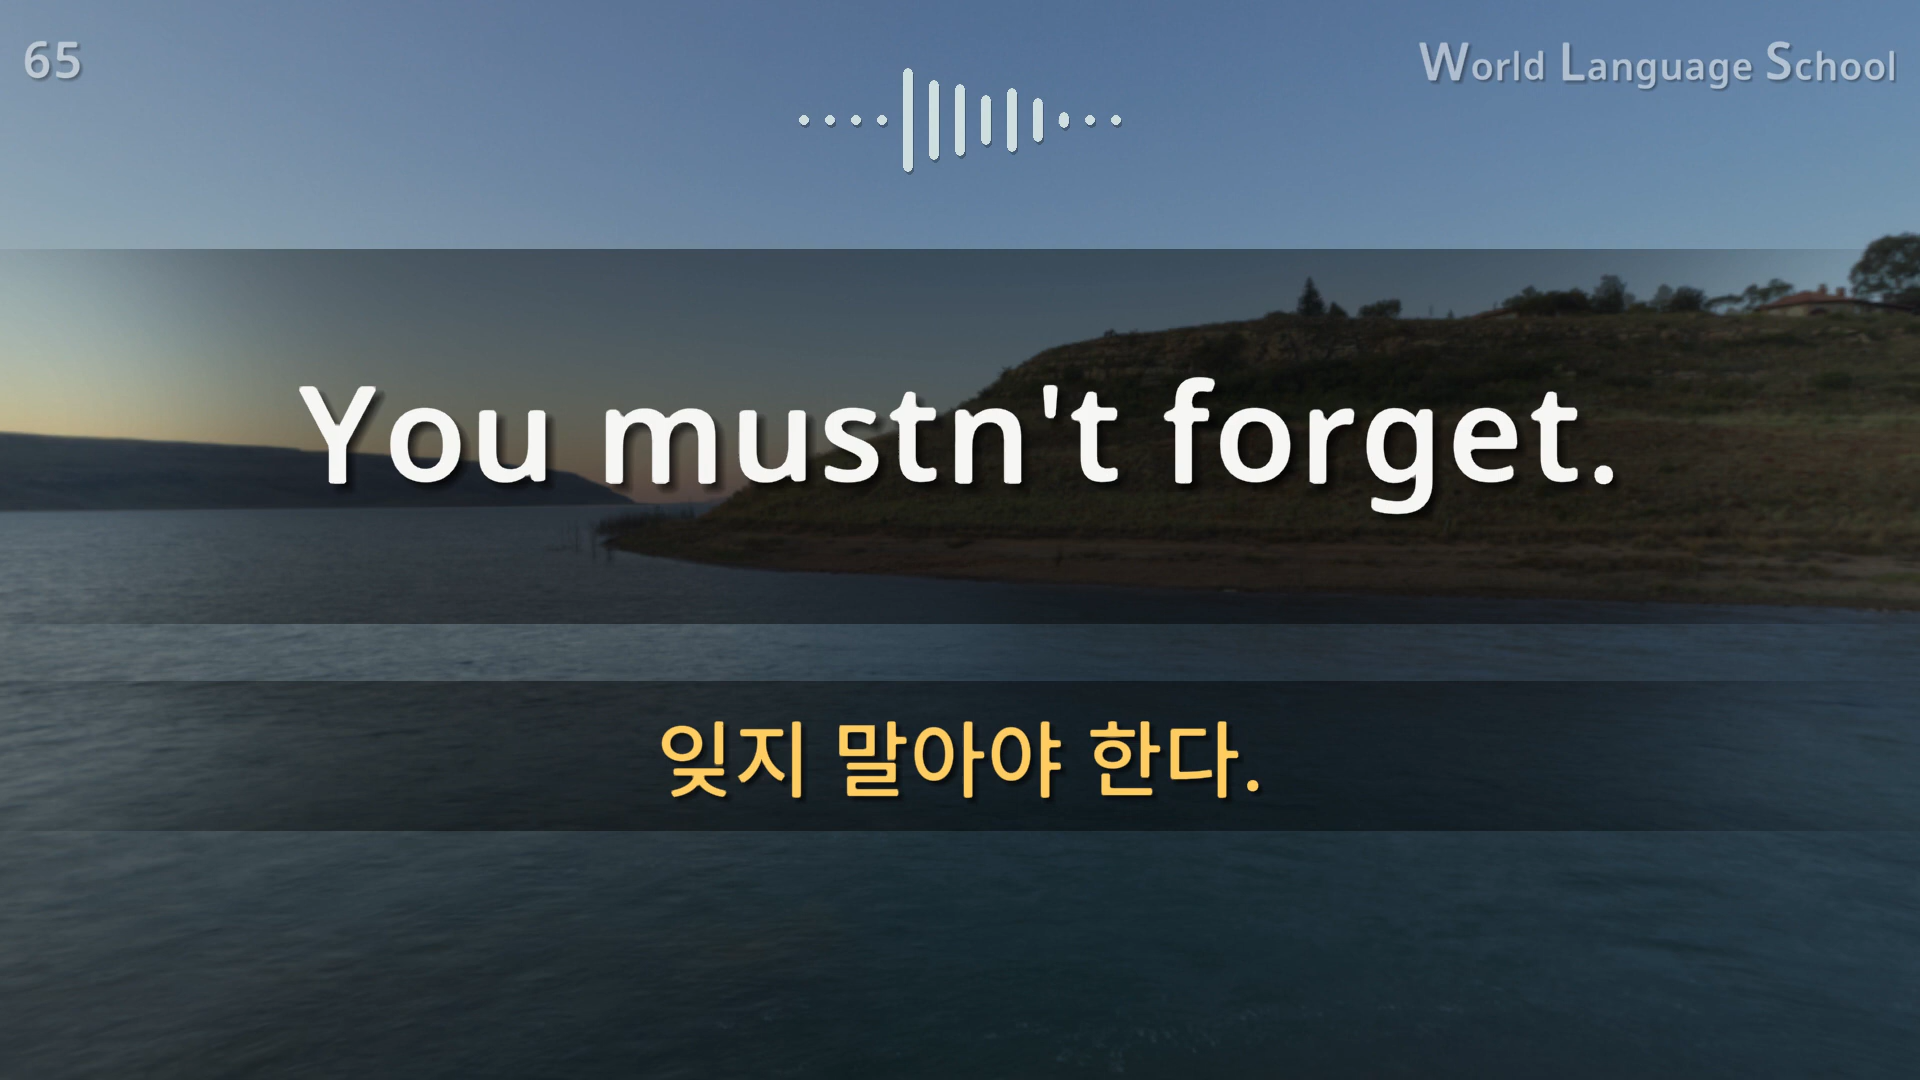 65
World Language School
You mustn't forget.
잊지 말아야 한다.